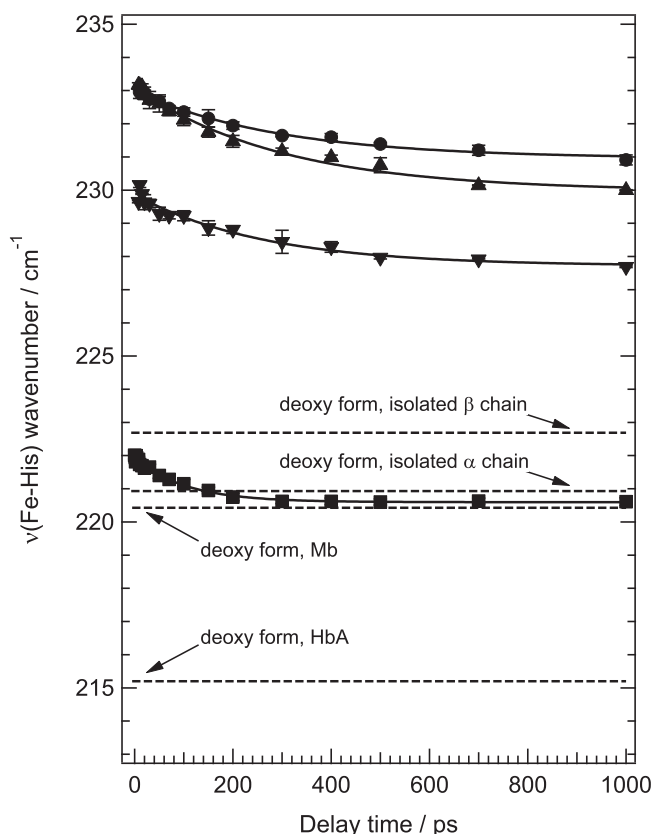 235
230
225
220
215
ν(Fe-His) wavenumber / cm-1
deoxy form, isolated β chain
deoxy form, isolated α chain
deoxy form, Mb
deoxy form, HbA
0
200
400
600
800
1000
Delay time / ps